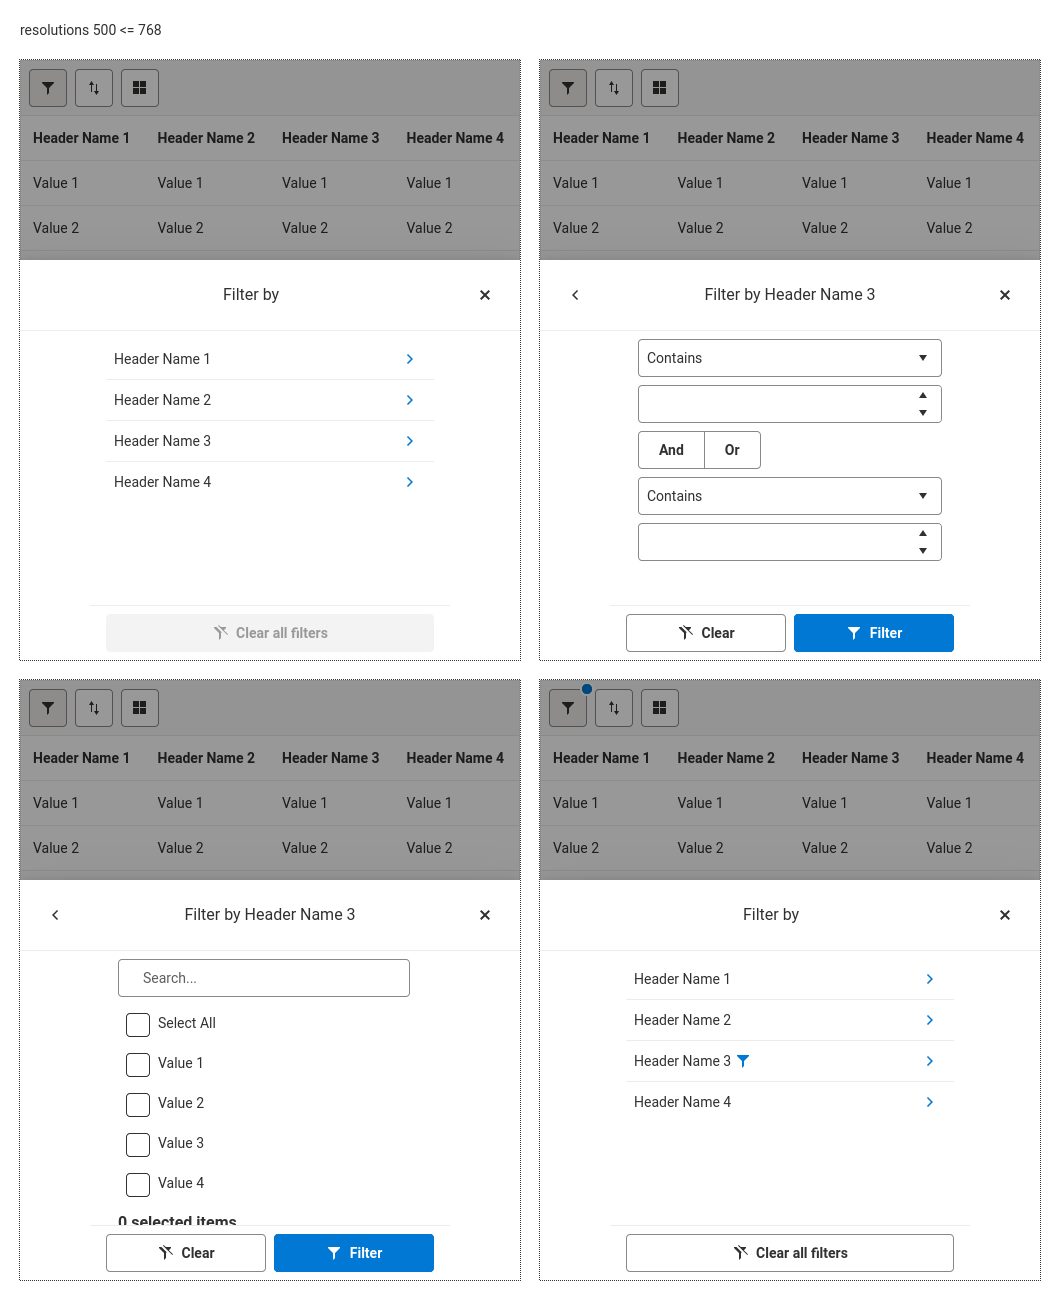 resolutions 500 <= 768
Header Name 1 Header Name 2 Header Name 3 Header Name 4
Value 1 Value 1 Value 1 Value 1
Value 2 Value 2 Value 2 Value 2
Filter by
Header Name 1
Header Name 2
Header Name 3
Header Name 4
Clear all filters
Header Name 1 Header Name 2 Header Name 3 Header Name 4
Value 1 Value 1 Value 1 Value 1
Value 2 Value 2 Value 2 Value 2
Filter by Header Name 3
Contains
And Or
Contains
Clear Filter
Header Name 1 Header Name 2 Header Name 3 Header Name 4
Value 1 Value 1 Value 1 Value 1
Value 2 Value 2 Value 2 Value 2
Filter by Header Name 3
Search...
Select All
Value 1
Value 2
Value 3
Value 4
0 selected items
Clear Filter
Header Name 1 Header Name 2 Header Name 3 Header Name 4
Value 1 Value 1 Value 1 Value 1
Value 2 Value 2 Value 2 Value 2
Filter by
Header Name 1
Header Name 2
Header Name 3
Header Name 4
Clear all filters